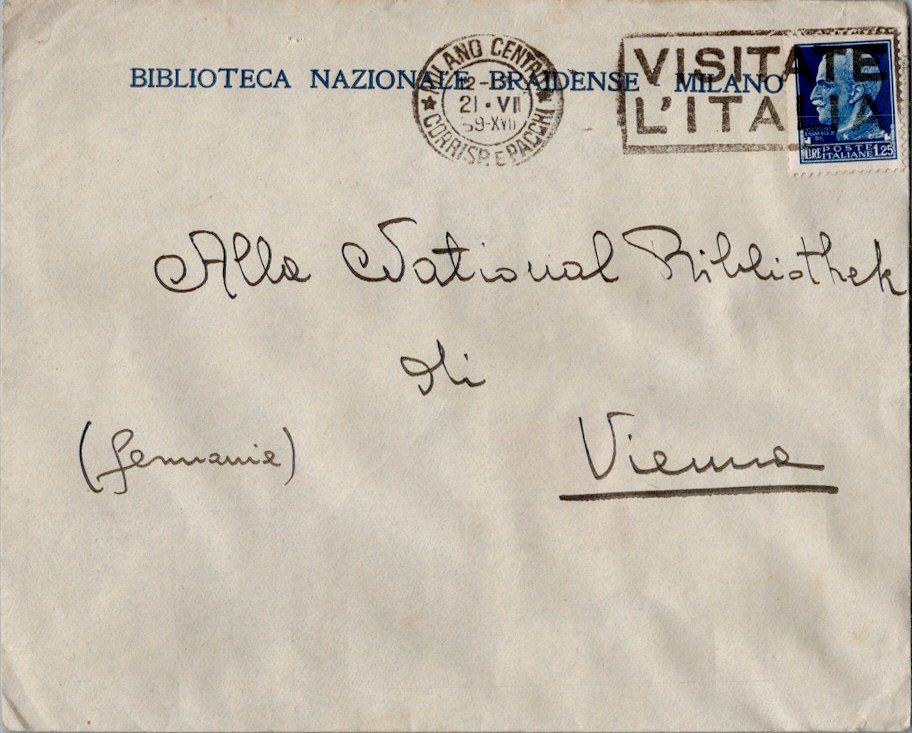 BIBLIOTECA NAZIONALE BRAIDENSE - MILANO
MILANO CENTRO
21 · VII
39-XVII
CORRISP. E PACCHI
VISITATE
L'ITALIA
POSTE
LIRE ITALIANE 1.25
Alla National Bibliothek
di
(Germania)
Vienna